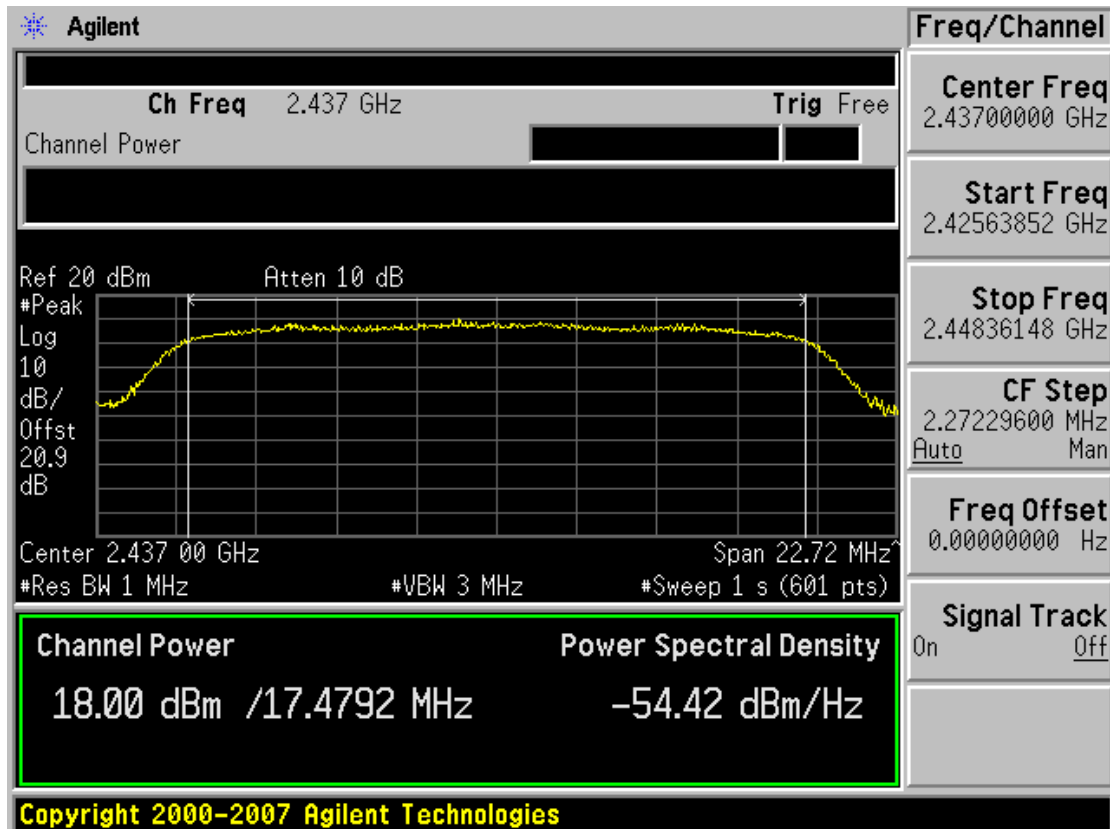 Agilent
Freq/Channel
Ch Freq 2.437 GHz Trig Free
Channel Power
Center Freq
2.43700000 GHz
Start Freq
2.42563852 GHz
Stop Freq
2.44836148 GHz
CF Step
2.27229600 MHz
Auto Man
Freq Offset
0.00000000 Hz
Signal Track
On Off
Ref 20 dBm Atten 10 dB
#Peak
Log
10
dB/
Offst
20.9
dB
Center 2.437 00 GHz Span 22.72 MHz^
#Res BW 1 MHz #VBW 3 MHz #Sweep 1 s (601 pts)
Channel Power Power Spectral Density
18.00 dBm /17.4792 MHz -54.42 dBm/Hz
Copyright 2000-2007 Agilent Technologies